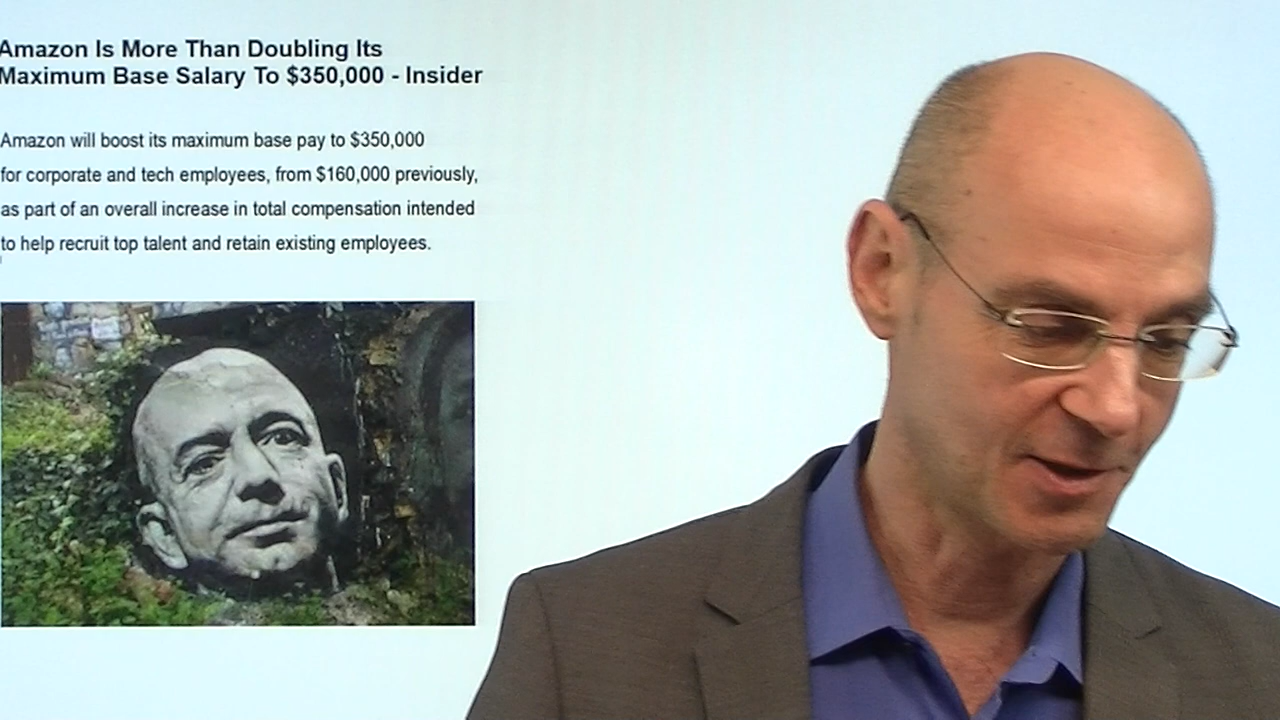 Amazon Is More Than Doubling Its
Maximum Base Salary To $350,000 - Insider
Amazon will boost its maximum base pay to $350,000
for corporate and tech employees, from $160,000 previously,
as part of an overall increase in total compensation intended
to help recruit top talent and retain existing employees.